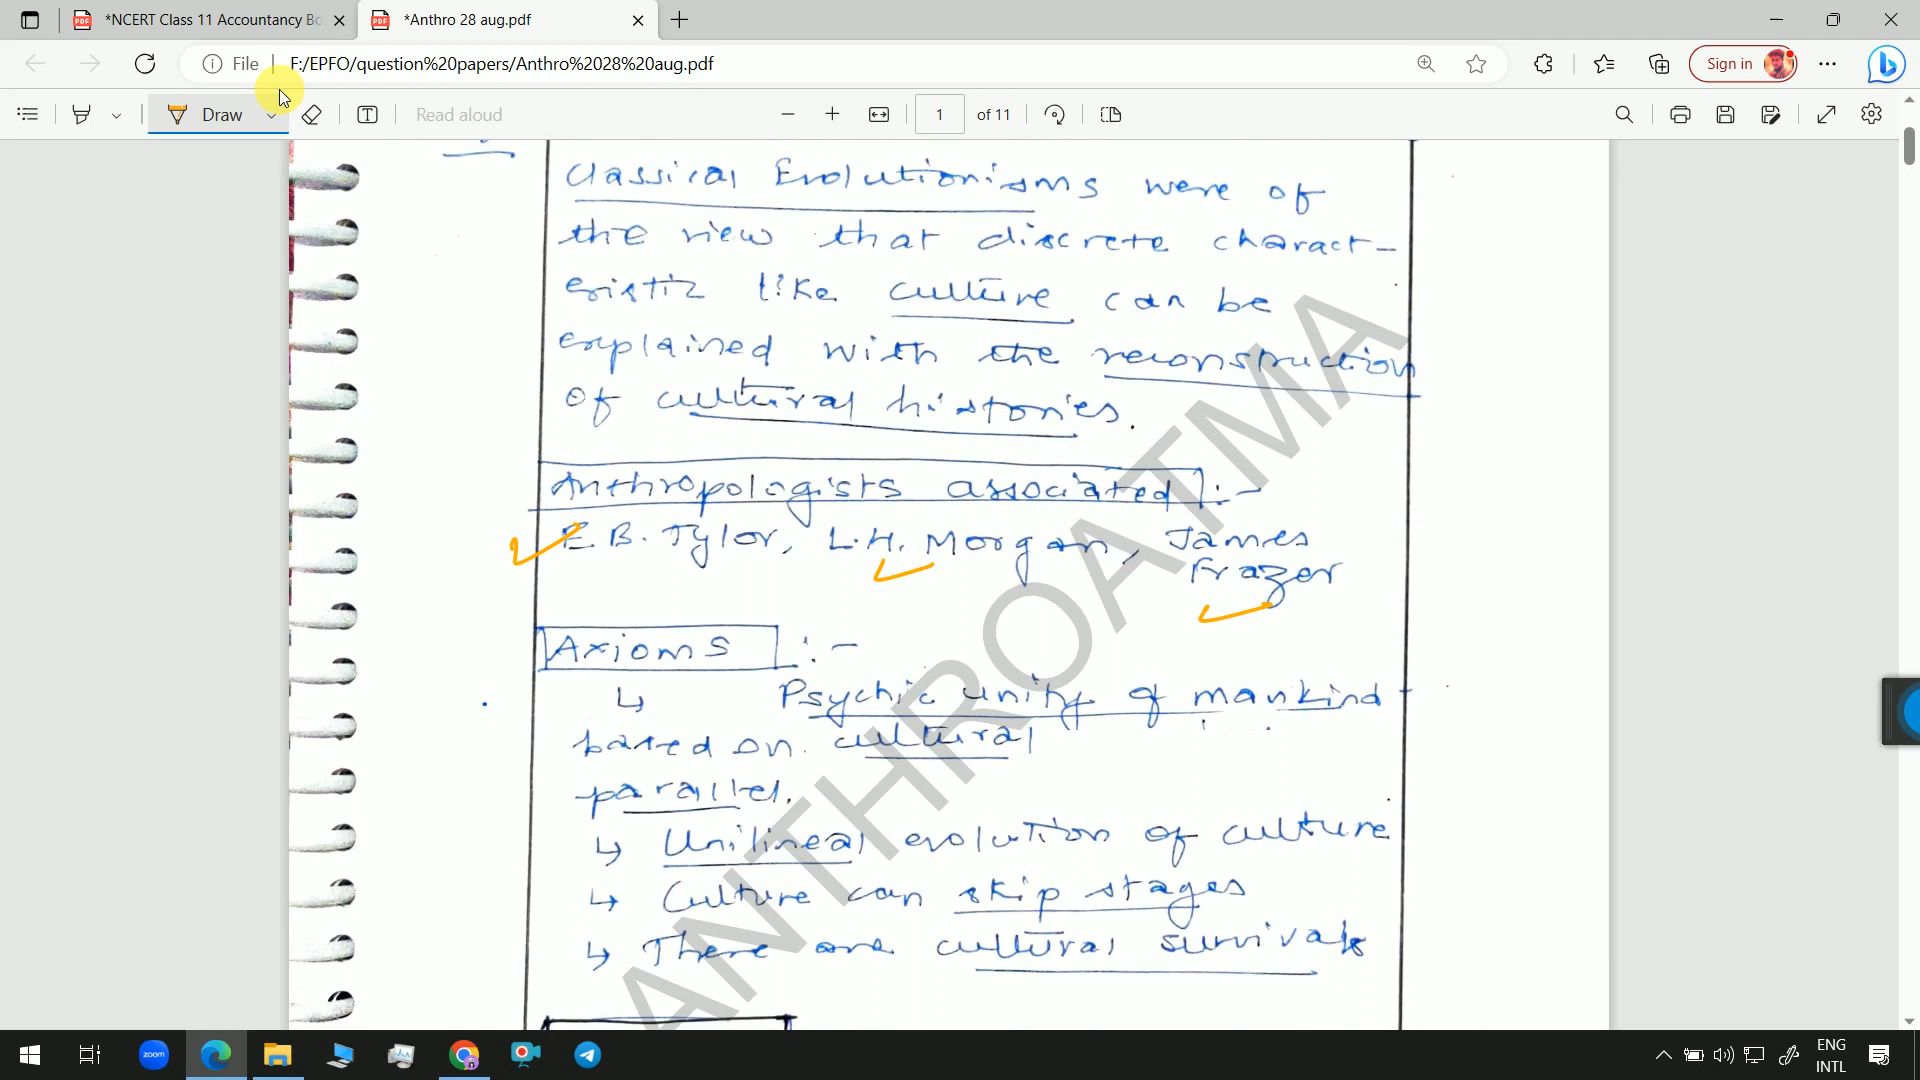 *NCERT Class 11 Accountancy Bo
*Anthro 28 aug.pdf
File
F:/EPFO/question%20papers/Anthro%2028%20aug.pdf
Sign in
Draw
Read aloud
1
of 11
Classical Evolutionisms were of
the view that discrete charact-
eristic like culture can be
explained with the reconstruction
of cultural histories.
Anthropologists associated :-
E.B. Tylor, L.H. Morgan, James
Frazer
Axioms :-
↳ Psychic unity of mankind
based on cultural
parallel.
↳ Unilineal evolution of culture
↳ Culture can skip stages
↳ There are cultural survivals
ANTHROATMA
zoom
ENG
INTL